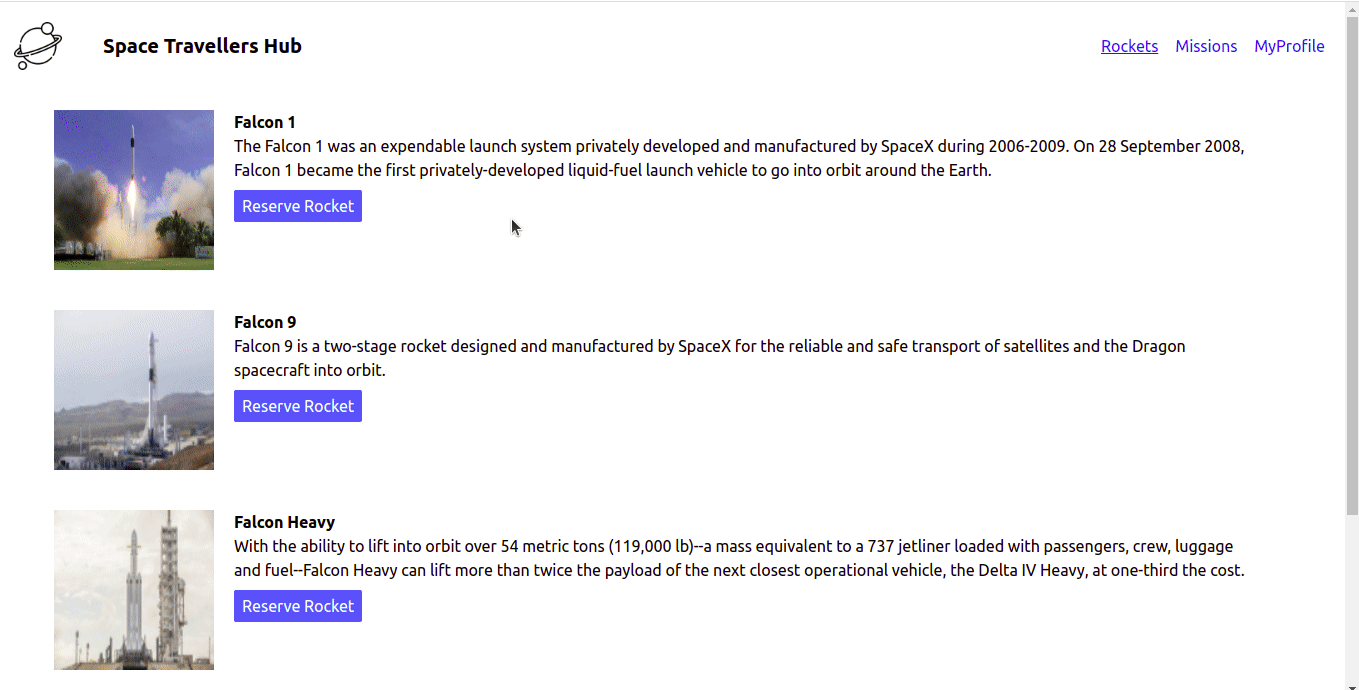 Space Travellers Hub
Rockets Missions MyProfile
Falcon 1
The Falcon 1 was an expendable launch system privately developed and manufactured by SpaceX during 2006-2009. On 28 September 2008,
Falcon 1 became the first privately-developed liquid-fuel launch vehicle to go into orbit around the Earth.
Reserve Rocket
Falcon 9
Falcon 9 is a two-stage rocket designed and manufactured by SpaceX for the reliable and safe transport of satellites and the Dragon
spacecraft into orbit.
Reserve Rocket
Falcon Heavy
With the ability to lift into orbit over 54 metric tons (119,000 lb)--a mass equivalent to a 737 jetliner loaded with passengers, crew, luggage
and fuel--Falcon Heavy can lift more than twice the payload of the next closest operational vehicle, the Delta IV Heavy, at one-third the cost.
Reserve Rocket